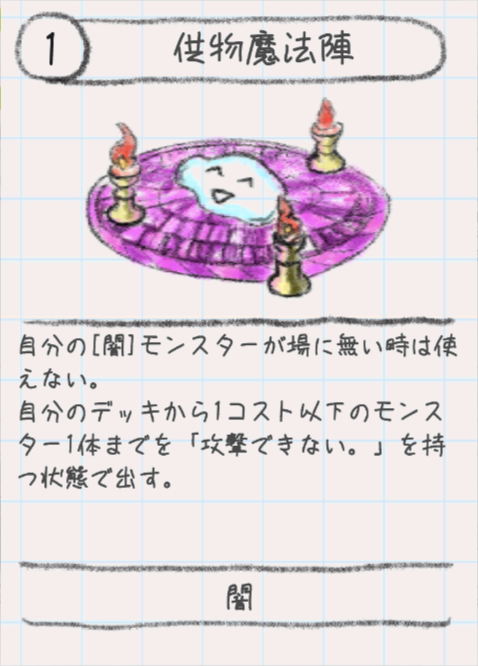 1
供物魔法陣
自分の[闇]モンスターが場に無い時は使
えない。
自分のデッキから1コスト以下のモンス
ター1体までを「攻撃できない。」を持
つ状態で出す。
闇